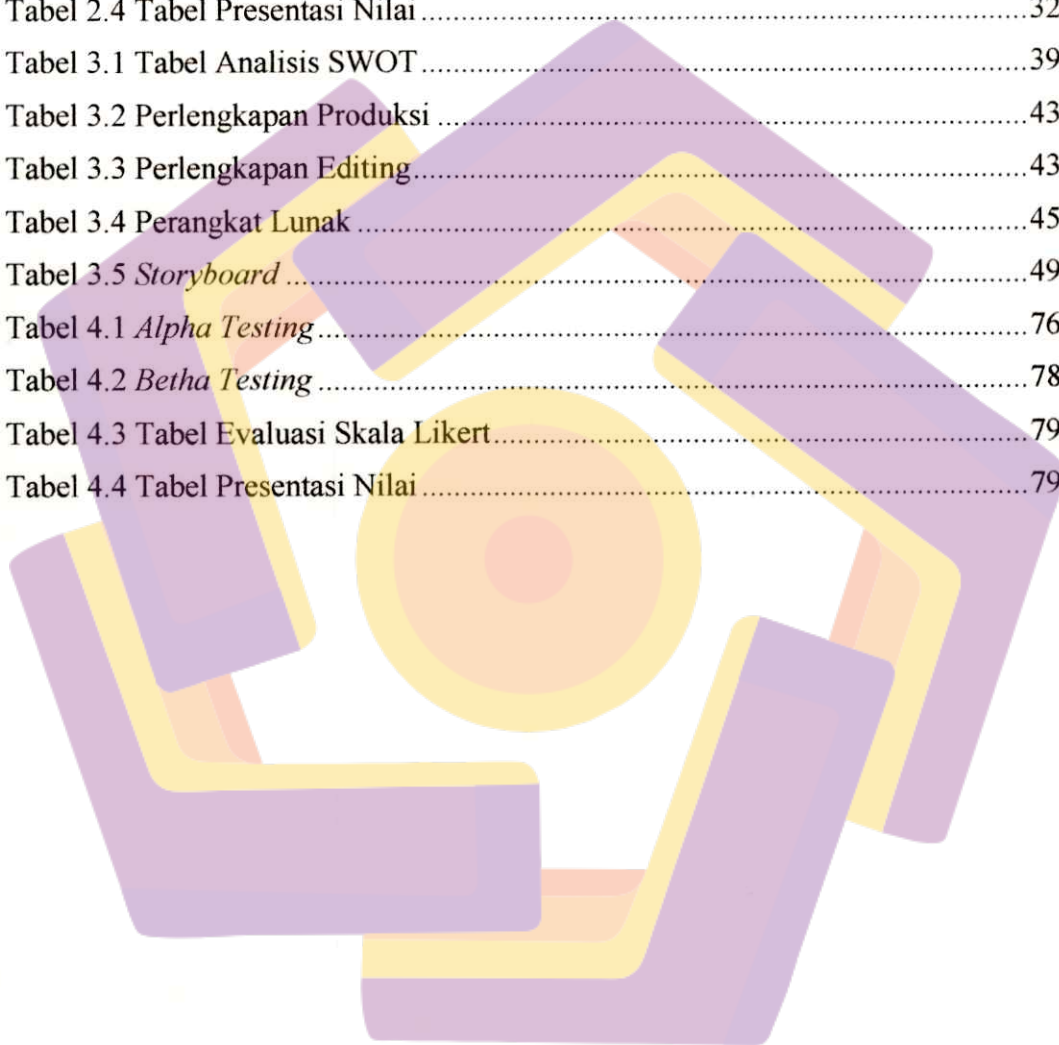 Tabel 2.4 Tabel Presentasi Nilai ........................................................................ 32
Tabel 3.1 Tabel Analisis SWOT ........................................................................ 39
Tabel 3.2 Perlengkapan Produksi ...................................................................... 43
Tabel 3.3 Perlengkapan Editing ......................................................................... 43
Tabel 3.4 Perangkat Lunak ................................................................................ 45
Tabel 3.5 Storyboard ......................................................................................... 49
Tabel 4.1 Alpha Testing ..................................................................................... 76
Tabel 4.2 Betha Testing ..................................................................................... 78
Tabel 4.3 Tabel Evaluasi Skala Likert ................................................................ 79
Tabel 4.4 Tabel Presentasi Nilai ........................................................................ 79